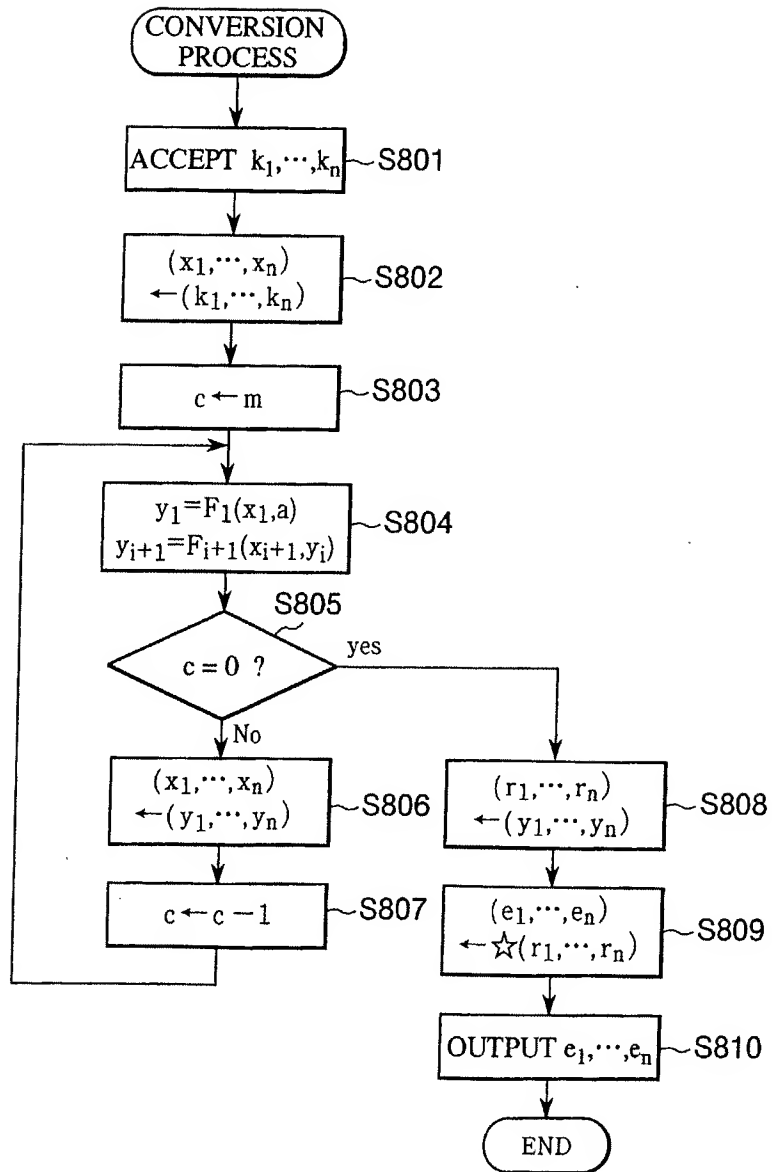 CONVERSION
PROCESS
ACCEPT k₁,⋯,kₙ
S801
(x₁,⋯,xₙ)
←(k₁,⋯,kₙ)
S802
c←m
S803
y₁=F₁(x₁,a)
yᵢ₊₁=Fᵢ₊₁(xᵢ₊₁,yᵢ)
S804
S805
c=0 ?
yes
No
(x₁,⋯,xₙ)
←(y₁,⋯,yₙ)
S806
c←c−1
S807
(r₁,⋯,rₙ)
←(y₁,⋯,yₙ)
S808
(e₁,⋯,eₙ)
←☆(r₁,⋯,rₙ)
S809
OUTPUT e₁,⋯,eₙ
S810
END